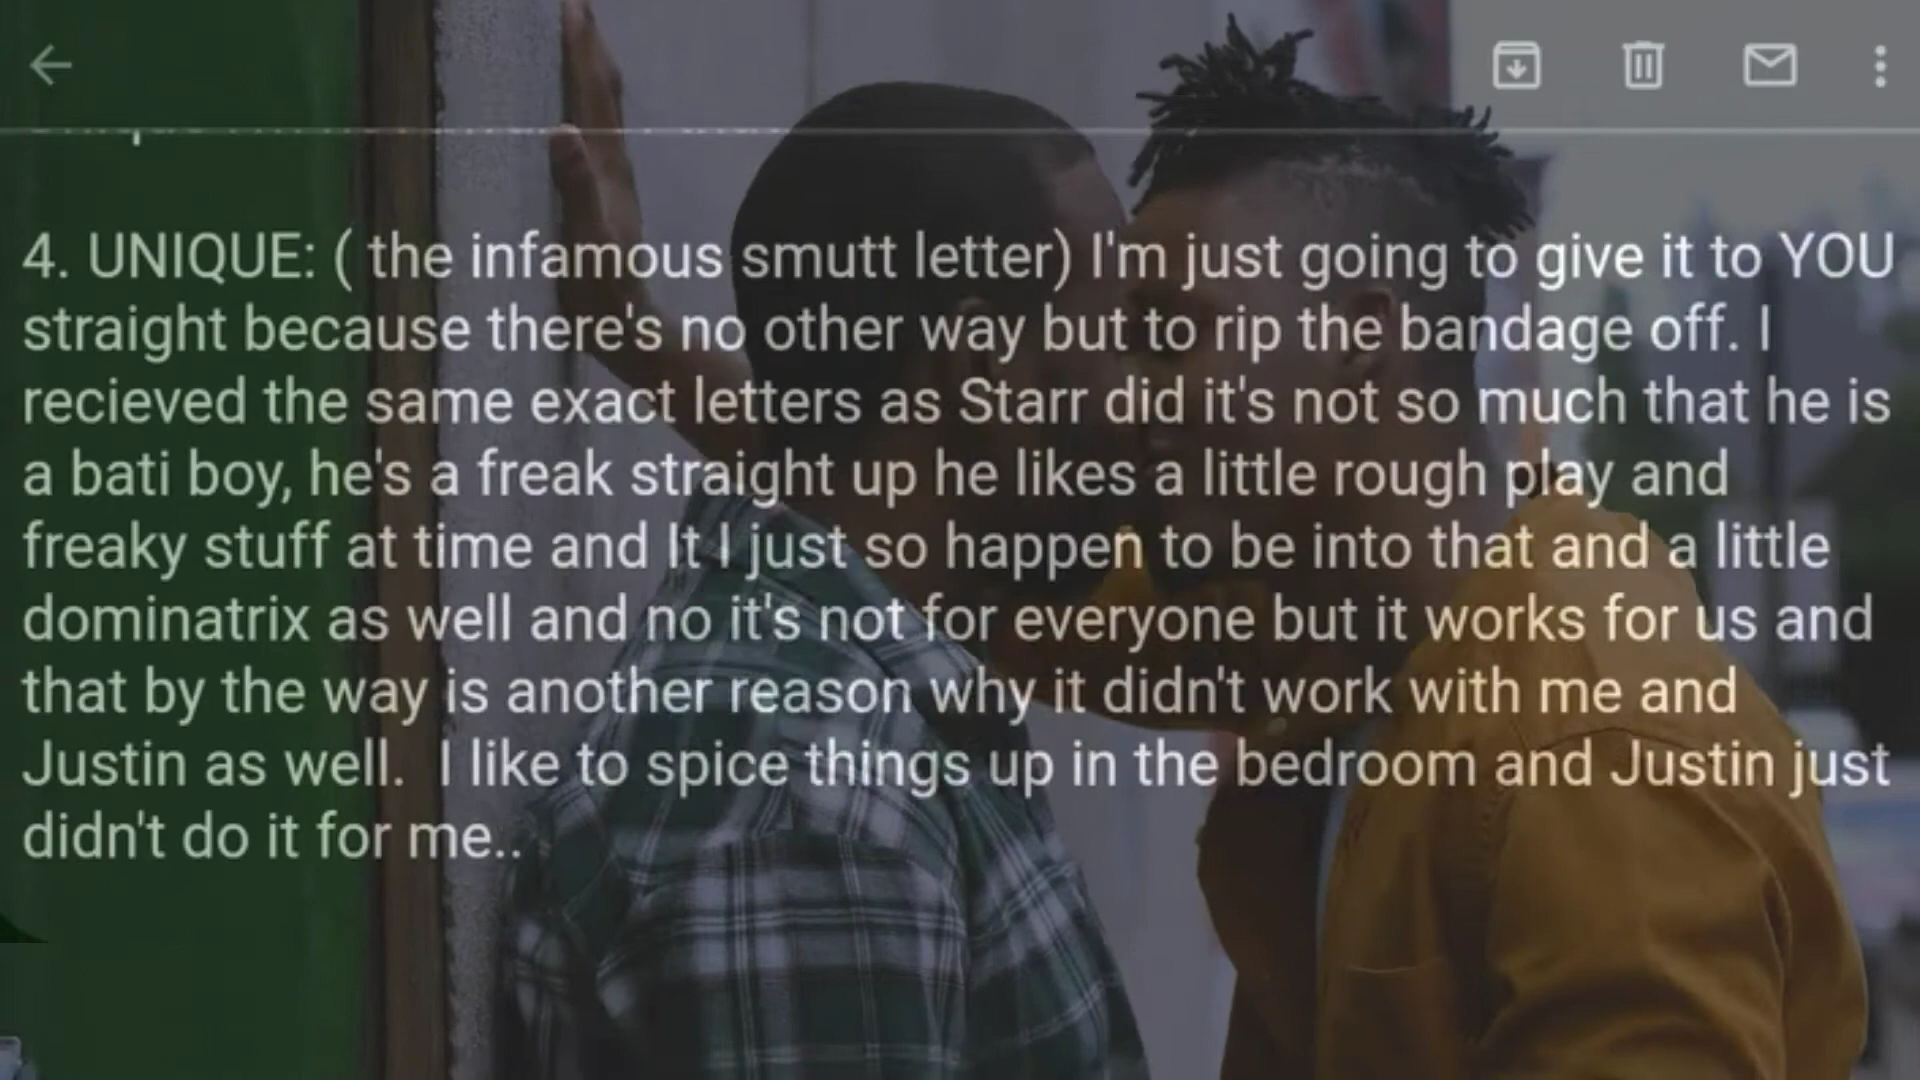 4. UNIQUE: ( the infamous smutt letter) I'm just going to give it to YOU
straight because there's no other way but to rip the bandage off. I
recieved the same exact letters as Starr did it's not so much that he is
a bati boy, he's a freak straight up he likes a little rough play and
freaky stuff at time and It I just so happen to be into that and a little
dominatrix as well and no it's not for everyone but it works for us and
that by the way is another reason why it didn't work with me and
Justin as well.  I like to spice things up in the bedroom and Justin just
didn't do it for me..